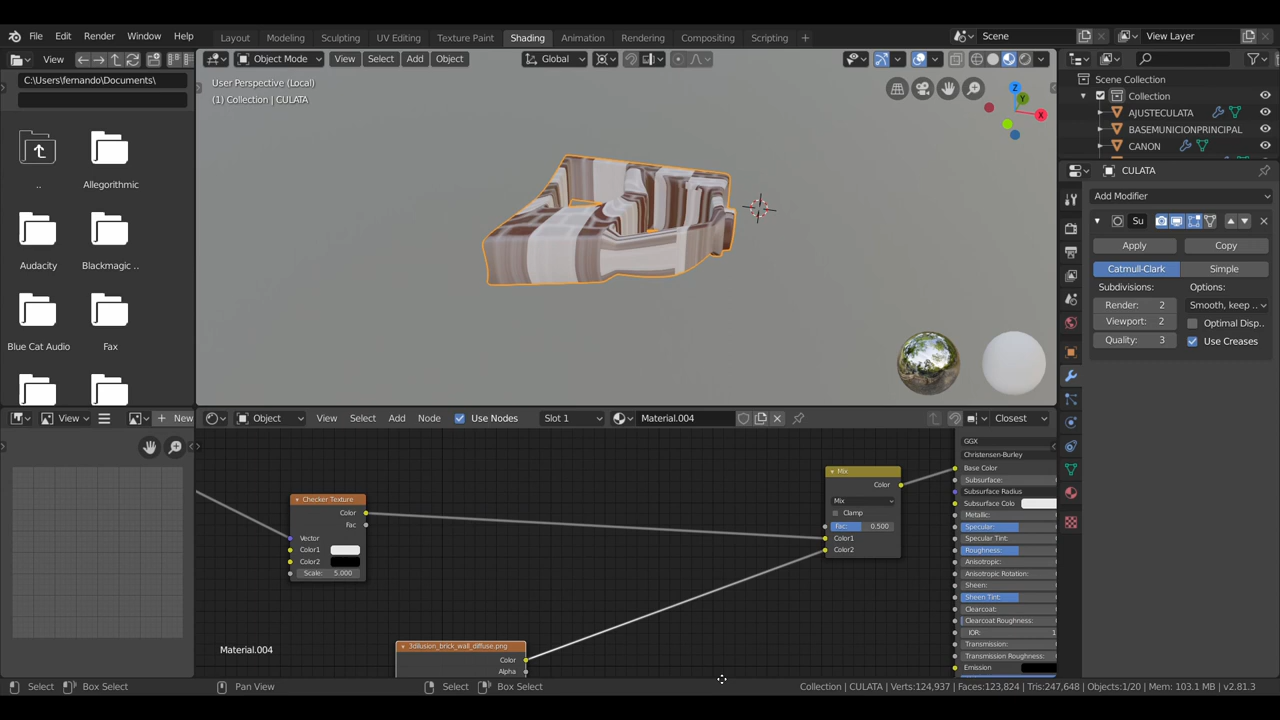 File Edit Render Window Help Layout Modeling Sculpting UV Editing Texture Paint Shading Animation Rendering Compositing Scripting + Scene View Layer
View Object Mode View Select Add Object Global
C:\Users\fernando\Documents\
User Perspective (Local)
(1) Collection | CULATA
Z
Y
X
..
Allegorithmic
Audacity
Blackmagic ..
Blue Cat Audio
Fax
Scene Collection
Collection
AJUSTECULATA
BASEMUNICIONPRINCIPAL
CANON
CULATA
Add Modifier
Su
Apply Copy
Catmull-Clark Simple
Subdivisions: Options:
Render: 2 Smooth, keep ..
Viewport: 2 Optimal Disp..
Quality: 3 Use Creases
View + New Object View Select Add Node Use Nodes Slot 1 Material.004 Closest
Checker Texture
Color
Fac
Vector
Color1
Color2
Scale: 5.000
3dilusion_brick_wall_diffuse.png
Color
Alpha
Mix
Color
Mix
Clamp
Fac: 0.500
Color1
Color2
GGX
Christensen-Burley
Base Color
Subsurface:
Subsurface Radius
Subsurface Colo
Metallic:
Specular:
Specular Tint:
Roughness:
Anisotropic:
Anisotropic Rotation:
Sheen:
Sheen Tint:
Clearcoat:
Clearcoat Roughness:
IOR: 1
Transmission:
Transmission Roughness:
Emission
Material.004
Select Box Select Pan View Select Box Select Collection | CULATA | Verts:124,937 | Faces:123,824 | Tris:247,648 | Objects:1/20 | Mem: 103.1 MB | v2.81.3